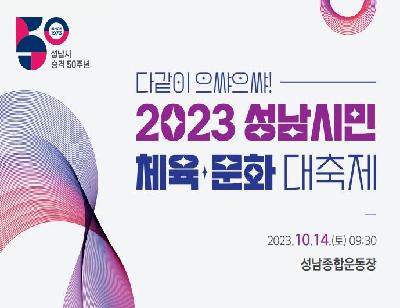 성남시
승격 50주년
다같이 으쌰으쌰!
2023 성남시민
체육·문화 대축제
2023. 10.14.(토) 09:30
성남종합운동장